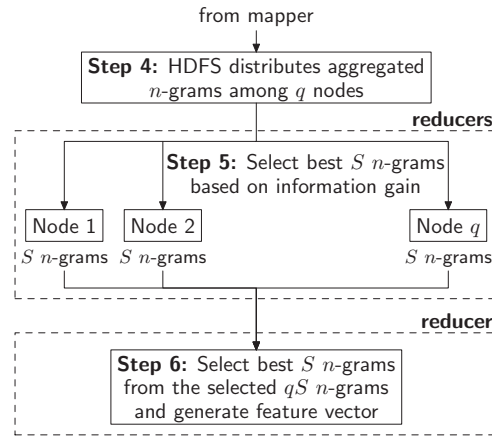 from mapper
Step 4: HDFS distributes aggregated
n-grams among q nodes
reducers
Step 5: Select best S n-grams
based on information gain
Node 1
Node 2
Node q
S n-grams
S n-grams
S n-grams
reducer
Step 6: Select best S n-grams
from the selected qS n-grams
and generate feature vector